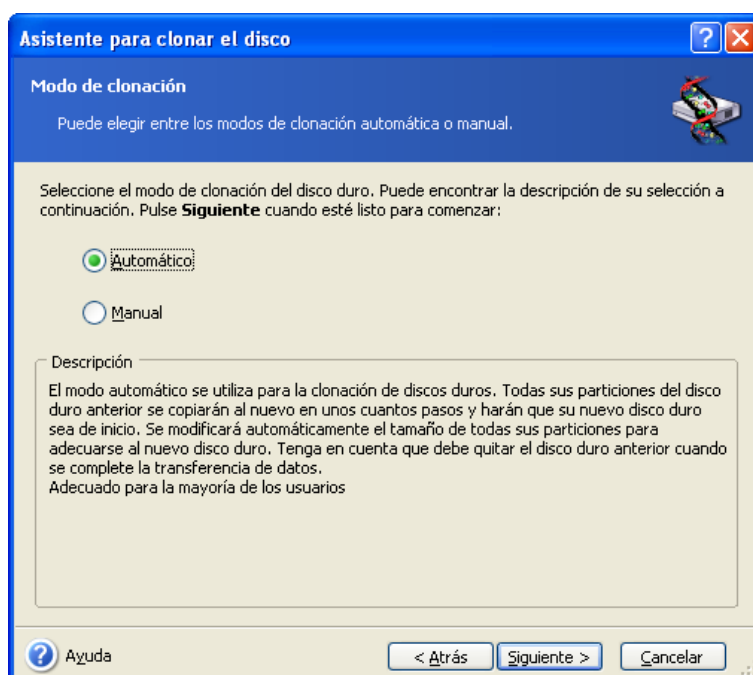 Asistente para clonar el disco
Modo de clonación
Puede elegir entre los modos de clonación automática o manual.
Seleccione el modo de clonación del disco duro. Puede encontrar la descripción de su selección a
continuación. Pulse Siguiente cuando esté listo para comenzar:
Automático
Manual
Descripción
El modo automático se utiliza para la clonación de discos duros. Todas sus particiones del disco
duro anterior se copiarán al nuevo en unos cuantos pasos y harán que su nuevo disco duro
sea de inicio. Se modificará automáticamente el tamaño de todas sus particiones para
adecuarse al nuevo disco duro. Tenga en cuenta que debe quitar el disco duro anterior cuando
se complete la transferencia de datos.
Adecuado para la mayoría de los usuarios
Ayuda
< Atrás
Siguiente >
Cancelar